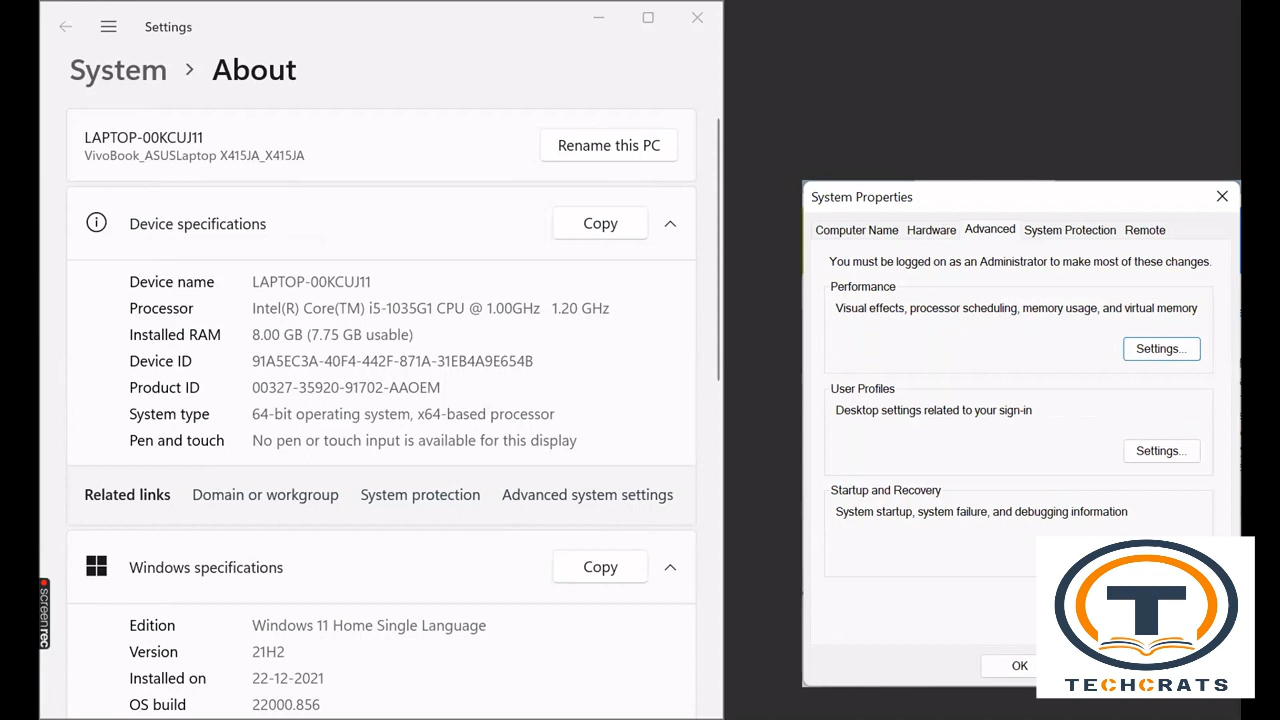 Settings
System > About
LAPTOP-00KCUJ11
VivoBook_ASUSLaptop X415JA_X415JA
Rename this PC
Device specifications
Copy
Device name LAPTOP-00KCUJ11
Processor Intel(R) Core(TM) i5-1035G1 CPU @ 1.00GHz 1.20 GHz
Installed RAM 8.00 GB (7.75 GB usable)
Device ID 91A5EC3A-40F4-442F-871A-31EB4A9E654B
Product ID 00327-35920-91702-AAOEM
System type 64-bit operating system, x64-based processor
Pen and touch No pen or touch input is available for this display
Related links Domain or workgroup System protection Advanced system settings
Windows specifications
Copy
Edition Windows 11 Home Single Language
Version 21H2
Installed on 22-12-2021
OS build 22000.856
screenrec
System Properties
Computer Name Hardware Advanced System Protection Remote
You must be logged on as an Administrator to make most of these changes.
Performance
Visual effects, processor scheduling, memory usage, and virtual memory
Settings...
User Profiles
Desktop settings related to your sign-in
Settings...
Startup and Recovery
System startup, system failure, and debugging information
OK
T
TECHCRATS